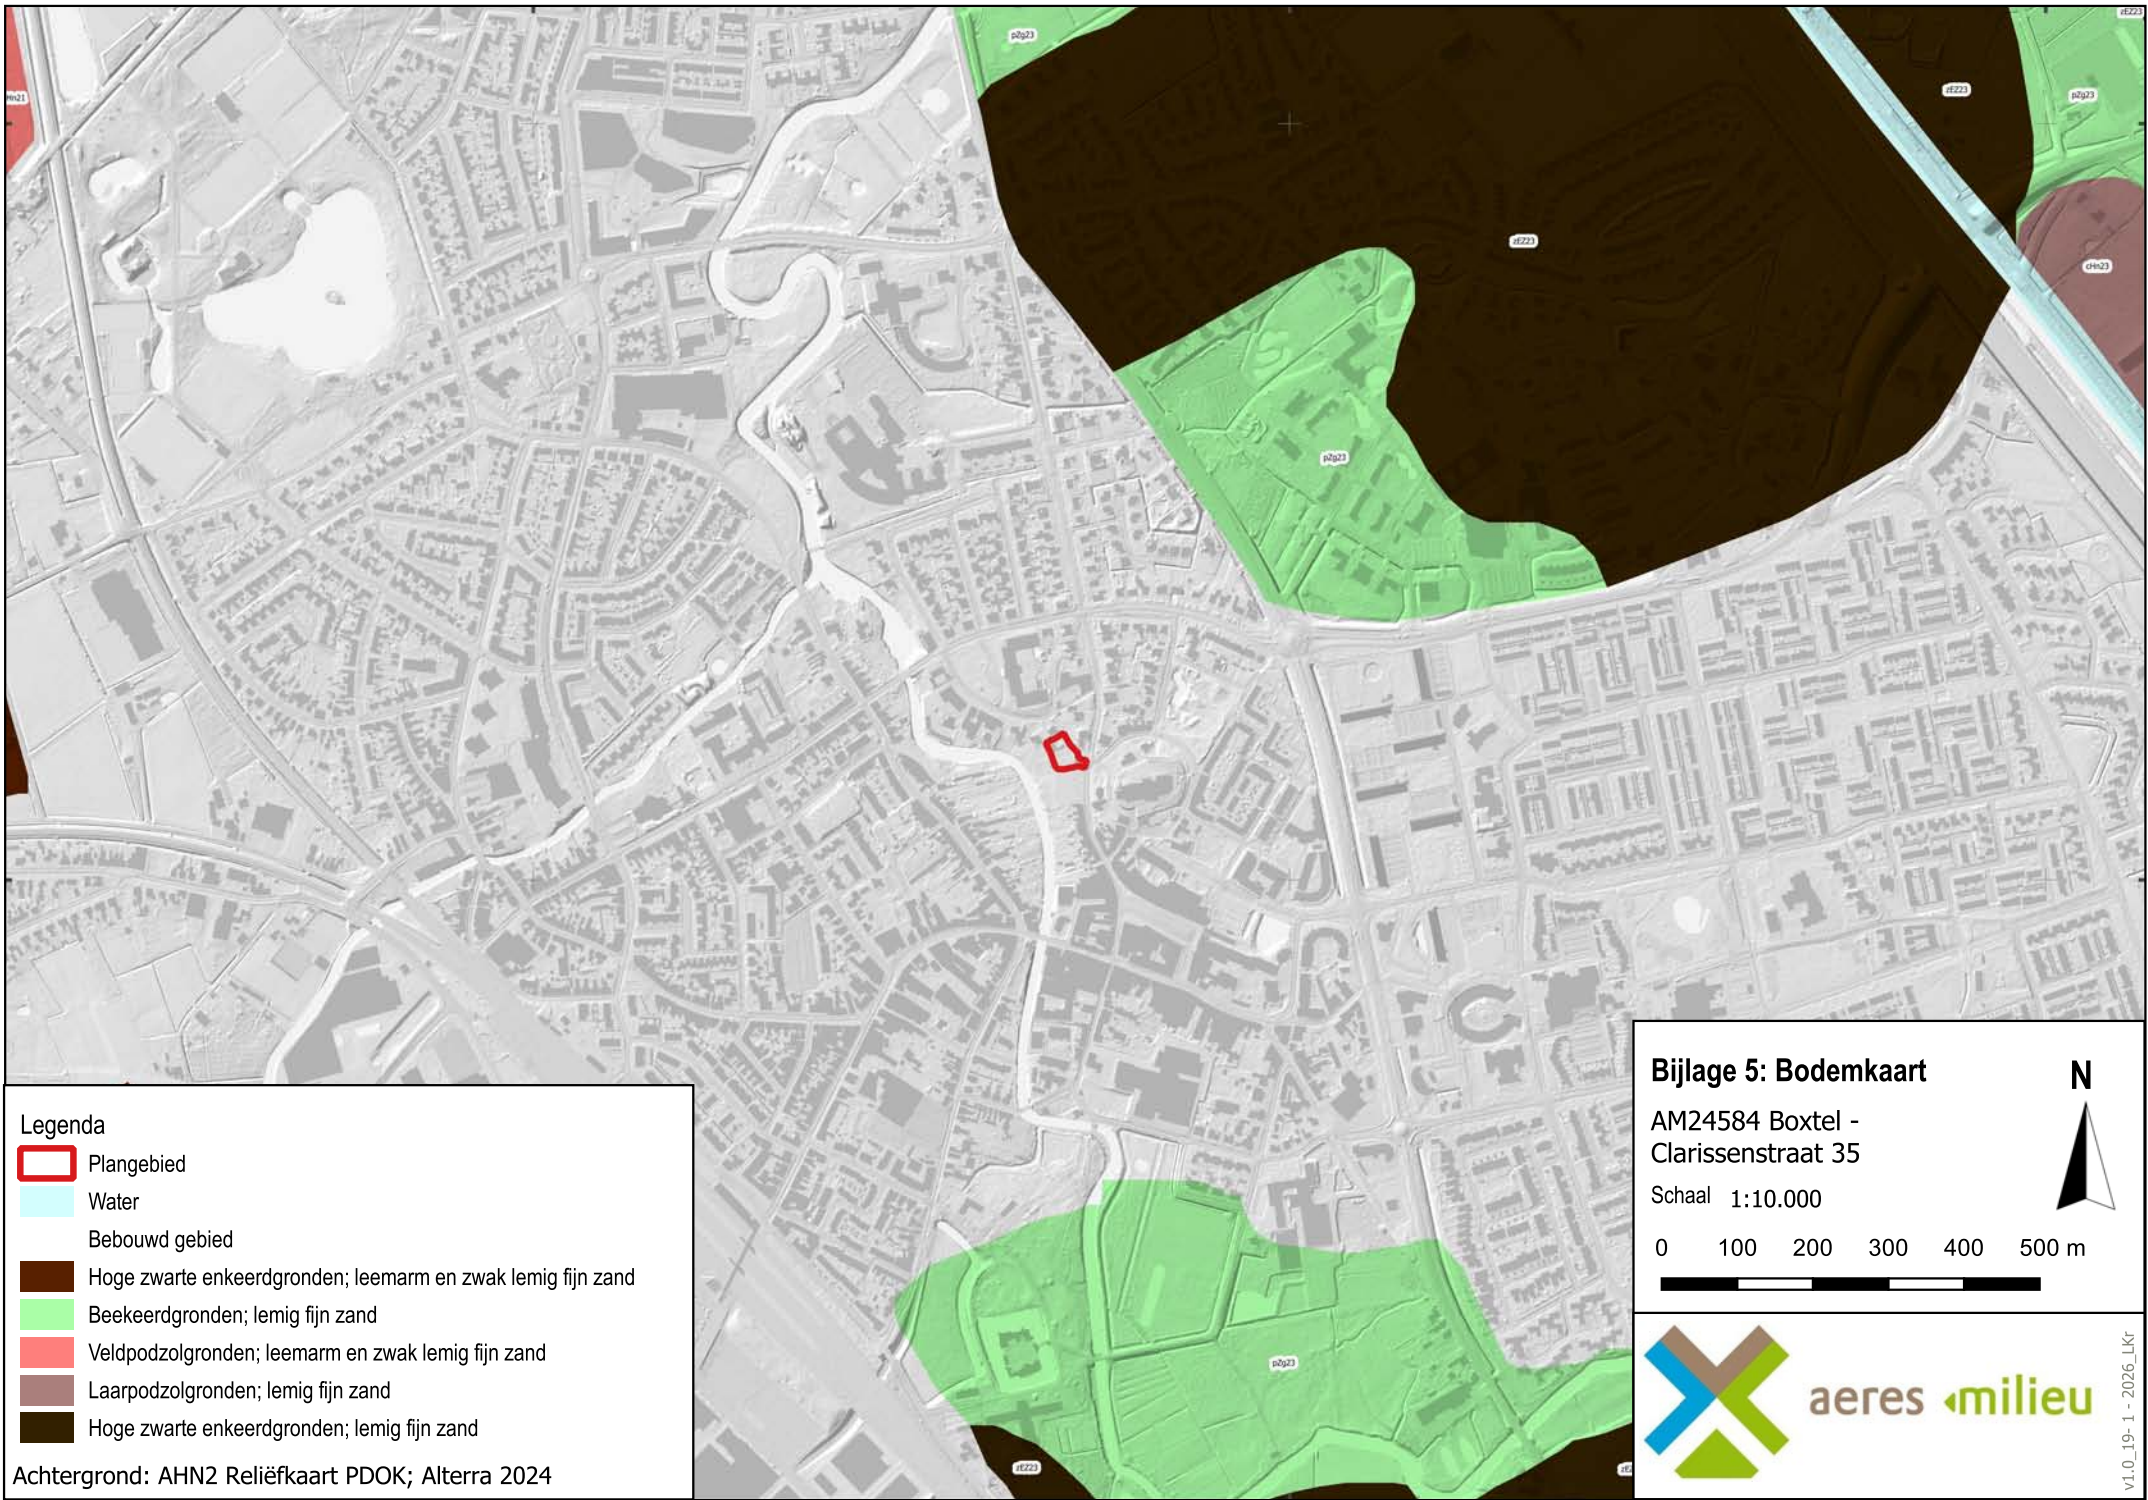 pZg23
zEZ23
Hn21
zEZ23
pZg23
zEZ23
cHn23
pZg23
pZg23
zEZ23
Legenda
Plangebied
Water
Bebouwd gebied
Hoge zwarte enkeerdgronden; leemarm en zwak lemig fijn zand
Beekeerdgronden; lemig fijn zand
Veldpodzolgronden; leemarm en zwak lemig fijn zand
Laarpodzolgronden; lemig fijn zand
Hoge zwarte enkeerdgronden; lemig fijn zand
Achtergrond: AHN2 Reliëfkaart PDOK; Alterra 2024
Bijlage 5: Bodemkaart
N
AM24584 Boxtel -
Clarissenstraat 35
Schaal 1:10.000
0 100 200 300 400 500 m
aeres milieu
v1.0_19- 1 - 2026_LKr